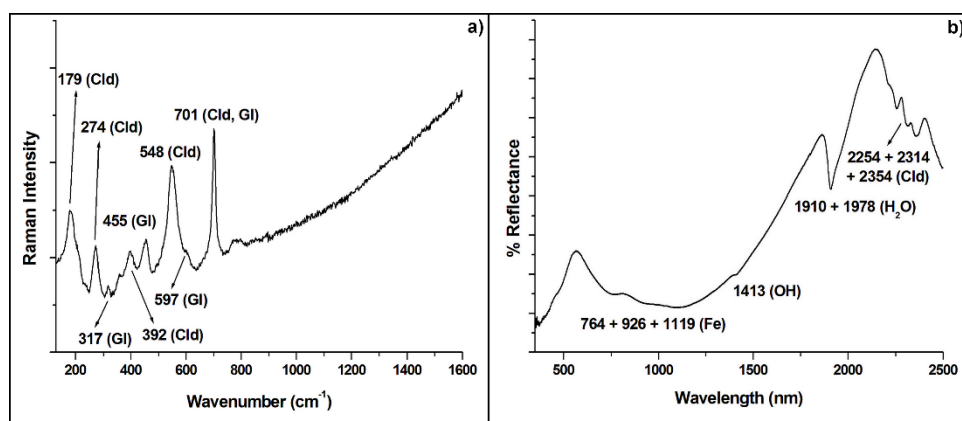 a)
179 (Cld)
274 (Cld)
701 (Cld, Gl)
548 (Cld)
455 (Gl)
597 (Gl)
317 (Gl)
392 (Cld)
Raman Intensity
200 400 600 800 1000 1200 1400 1600
Wavenumber (cm-1)
b)
2254 + 2314
+ 2354 (Cld)
1910 + 1978 (H2O)
1413 (OH)
764 + 926 + 1119 (Fe)
% Reflectance
500 1000 1500 2000 2500
Wavelength (nm)